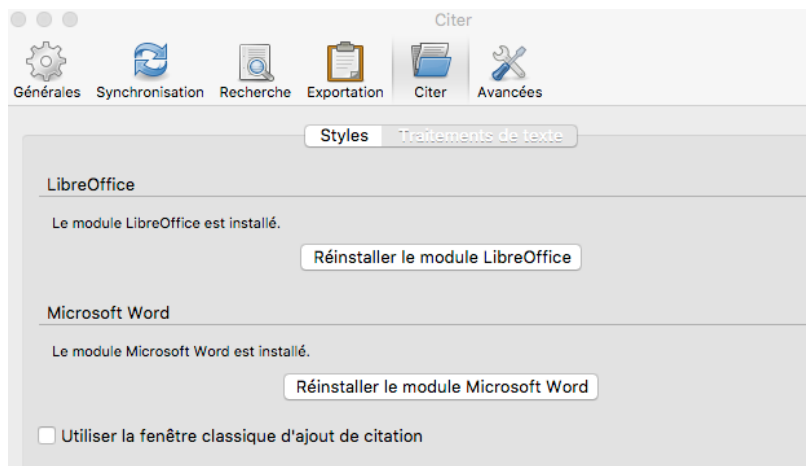 Citer
Générales Synchronisation Recherche Exportation Citer Avancées
Styles Traitements de texte
LibreOffice
Le module LibreOffice est installé.
Réinstaller le module LibreOffice
Microsoft Word
Le module Microsoft Word est installé.
Réinstaller le module Microsoft Word
Utiliser la fenêtre classique d'ajout de citation